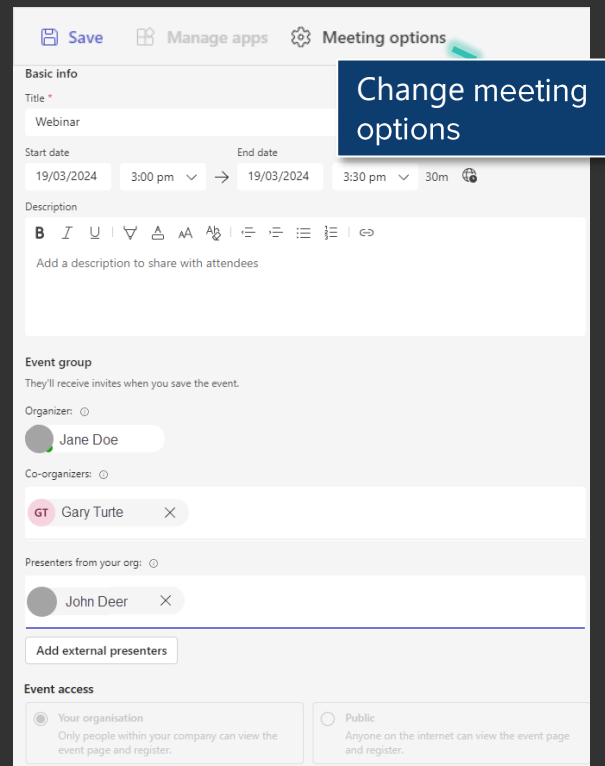 Save Manage apps Meeting options
Change meeting
options
Basic info
Title *
Webinar
Start date End date
19/03/2024 3:00 pm 19/03/2024 3:30 pm 30m
Description
B I U AA Ab
Add a description to share with attendees
Event group
They'll receive invites when you save the event.
Organizer:
Jane Doe
Co-organizers:
GT Gary Turte
Presenters from your org:
John Deer
Add external presenters
Event access
Your organisation
Only people within your company can view the
event page and register.
Public
Anyone on the internet can view the event page
and register.